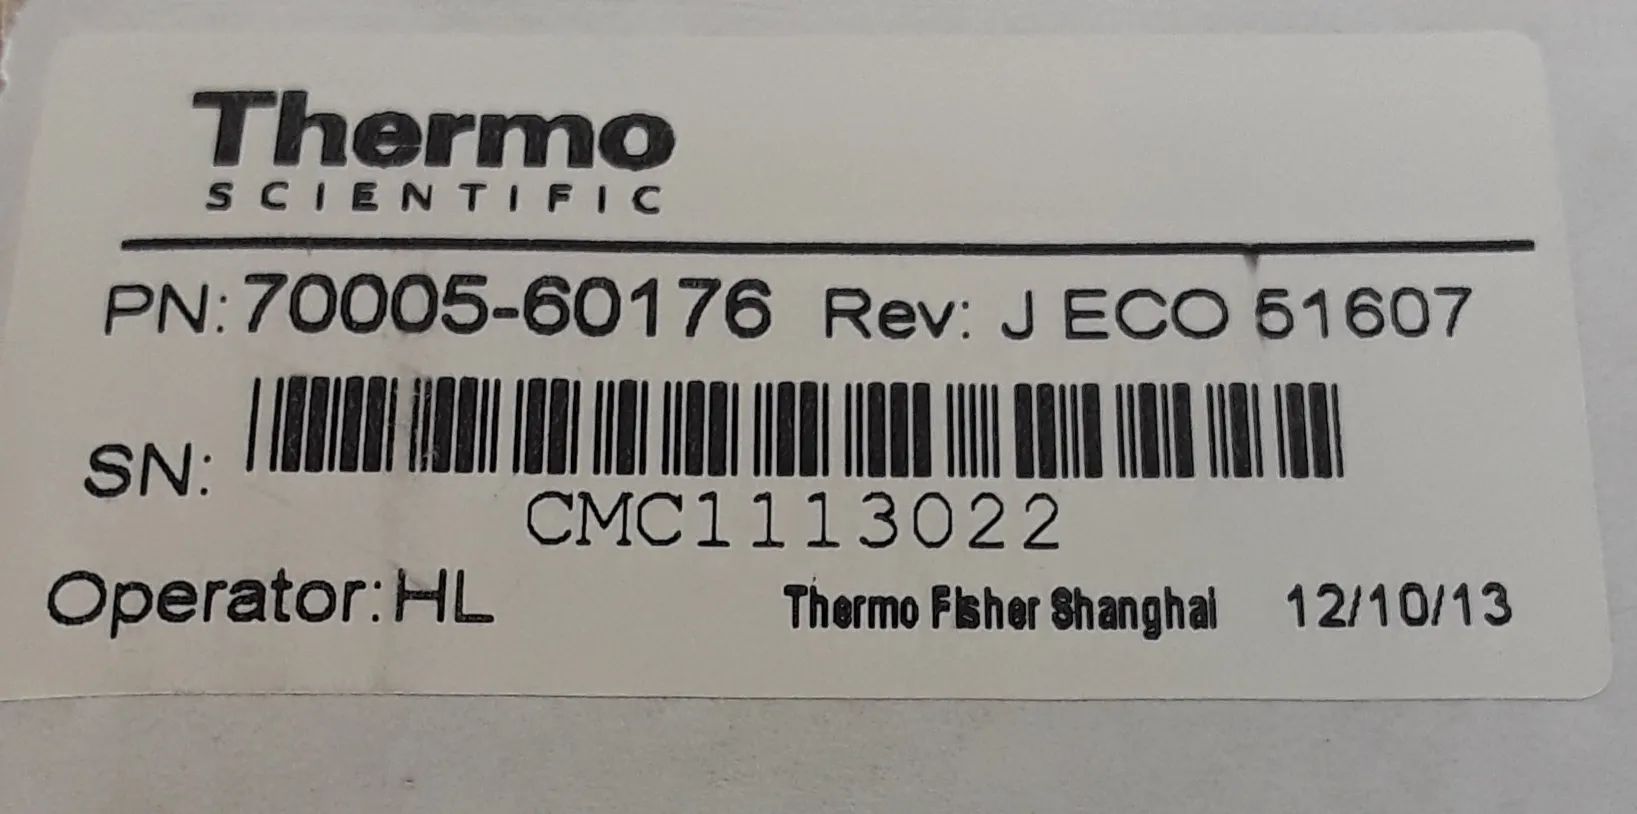 Thermo
SCIENTIFIC
PN: 70005-60176 Rev: J ECO 51607
SN:
CMC1113022
Operator: HL Thermo Fisher Shanghai 12/10/13